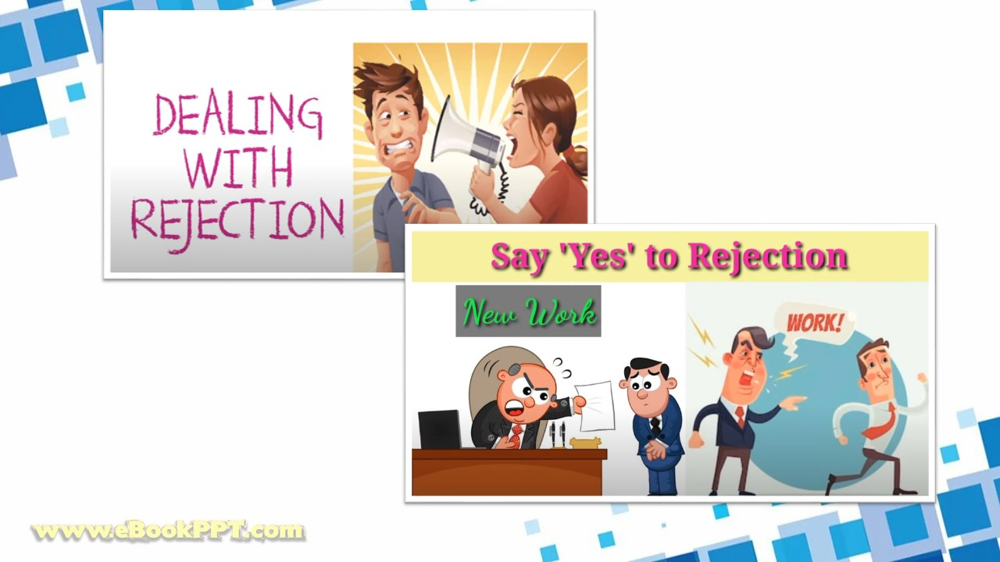 DEALING
WITH
REJECTION
Say 'Yes' to Rejection
New Work
WORK!
www.eBookPPT.com